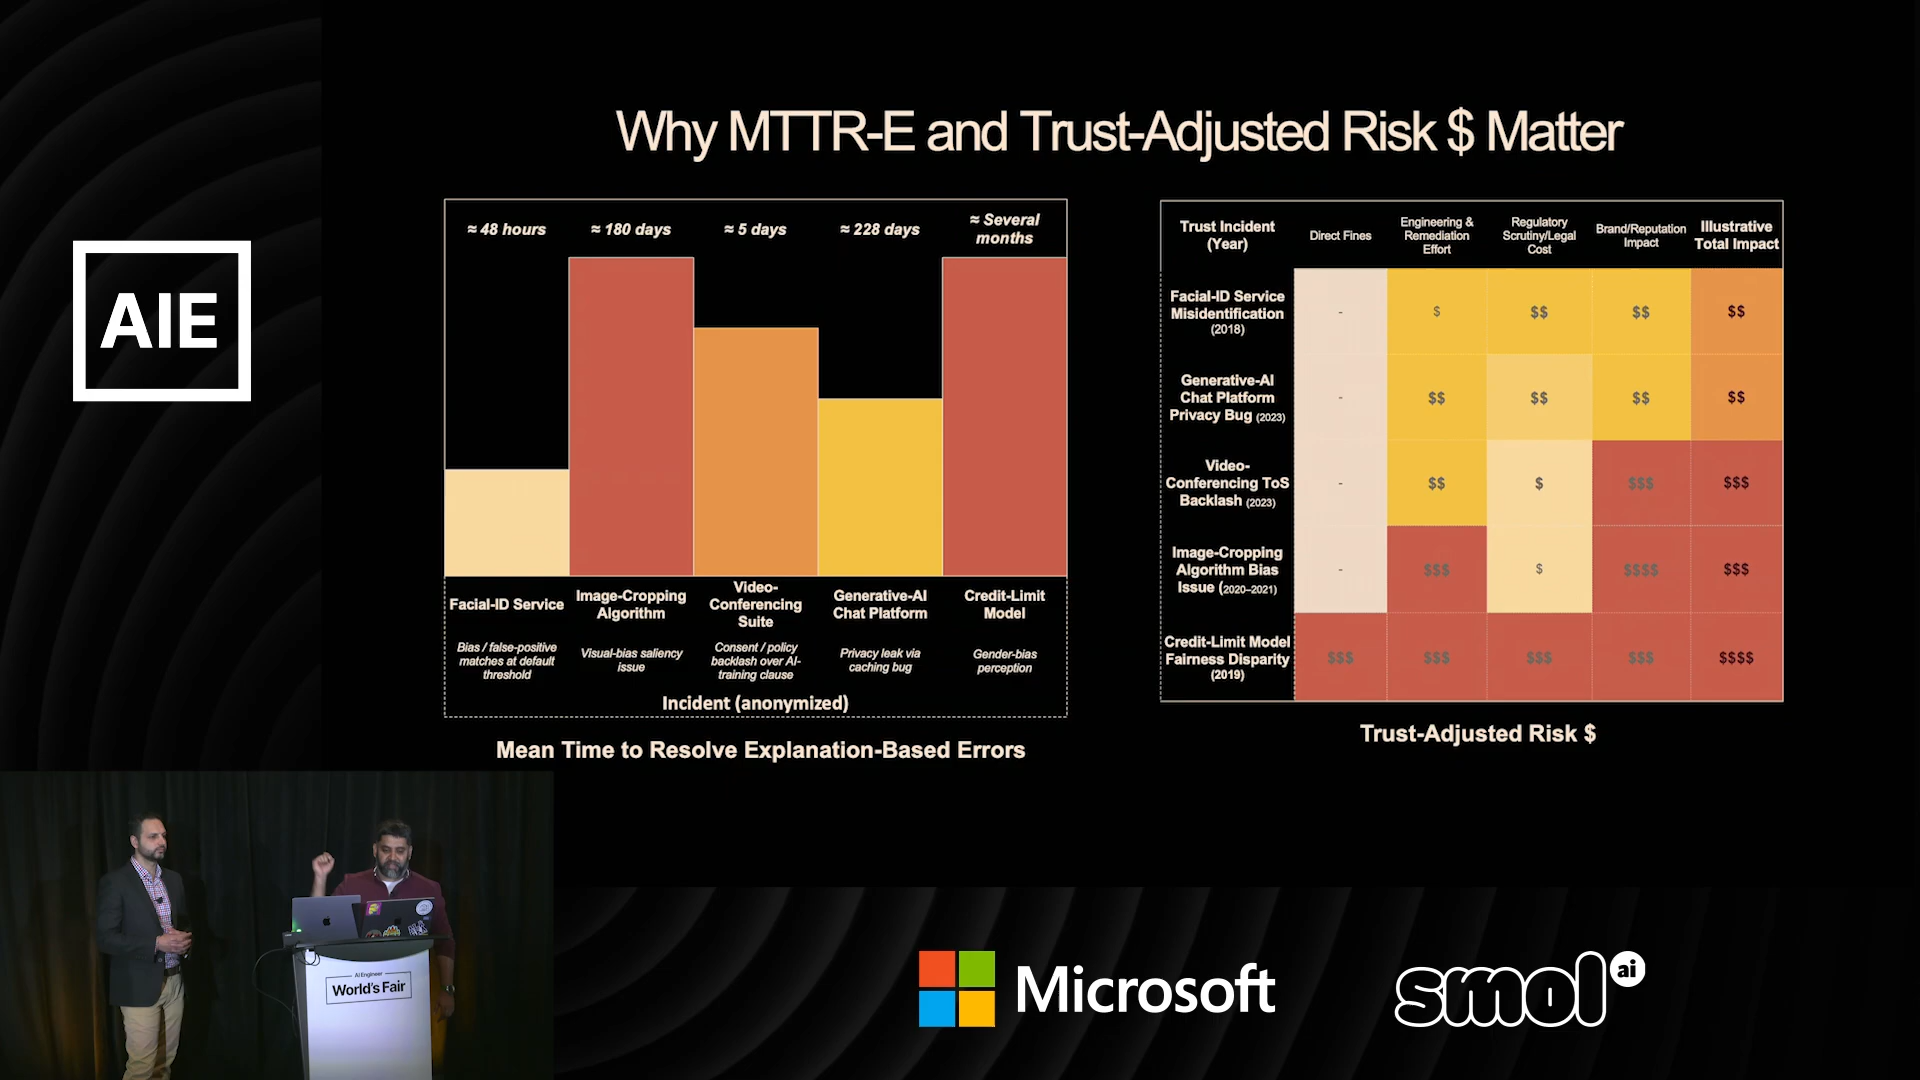 AIE
Why MTTR-E and Trust-Adjusted Risk $ Matter
≈ 48 hours
≈ 180 days
≈ 5 days
≈ 228 days
≈ Several
months
Facial-ID Service
Image-Cropping
Algorithm
Video-
Conferencing
Suite
Generative-AI
Chat Platform
Credit-Limit
Model
Bias / false-positive
matches at default
threshold
Visual-bias saliency
issue
Consent / policy
backlash over AI-
training clause
Privacy leak via
caching bug
Gender-bias
perception
Incident (anonymized)
Mean Time to Resolve Explanation-Based Errors
Trust Incident
(Year)
Direct Fines
Engineering &
Remediation
Effort
Regulatory
Scrutiny/Legal
Cost
Brand/Reputation
Impact
Illustrative
Total Impact
Facial-ID Service
Misidentification
(2018)
- $ $$ $$ $$
Generative-AI
Chat Platform
Privacy Bug (2023)
- $$ $$ $$ $$
Video-
Conferencing ToS
Backlash (2023)
- $$ $ $$$ $$$
Image-Cropping
Algorithm Bias
Issue (2020–2021)
- $$$ $ $$$$ $$$
Credit-Limit Model
Fairness Disparity
(2019)
$$$ $$$ $$$ $$$ $$$$
Trust-Adjusted Risk $
AI Engineer
World's Fair
Microsoft
smol ai